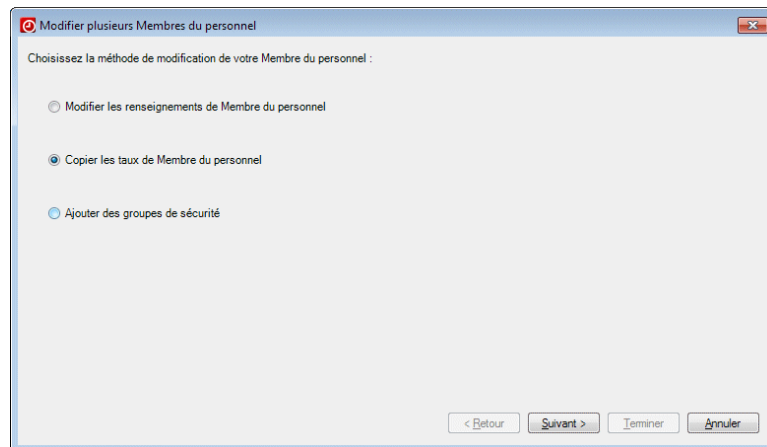 Modifier plusieurs Membres du personnel
Choisissez la méthode de modification de votre Membre du personnel :
Modifier les renseignements de Membre du personnel
Copier les taux de Membre du personnel
Ajouter des groupes de sécurité
< Retour Suivant > Terminer Annuler